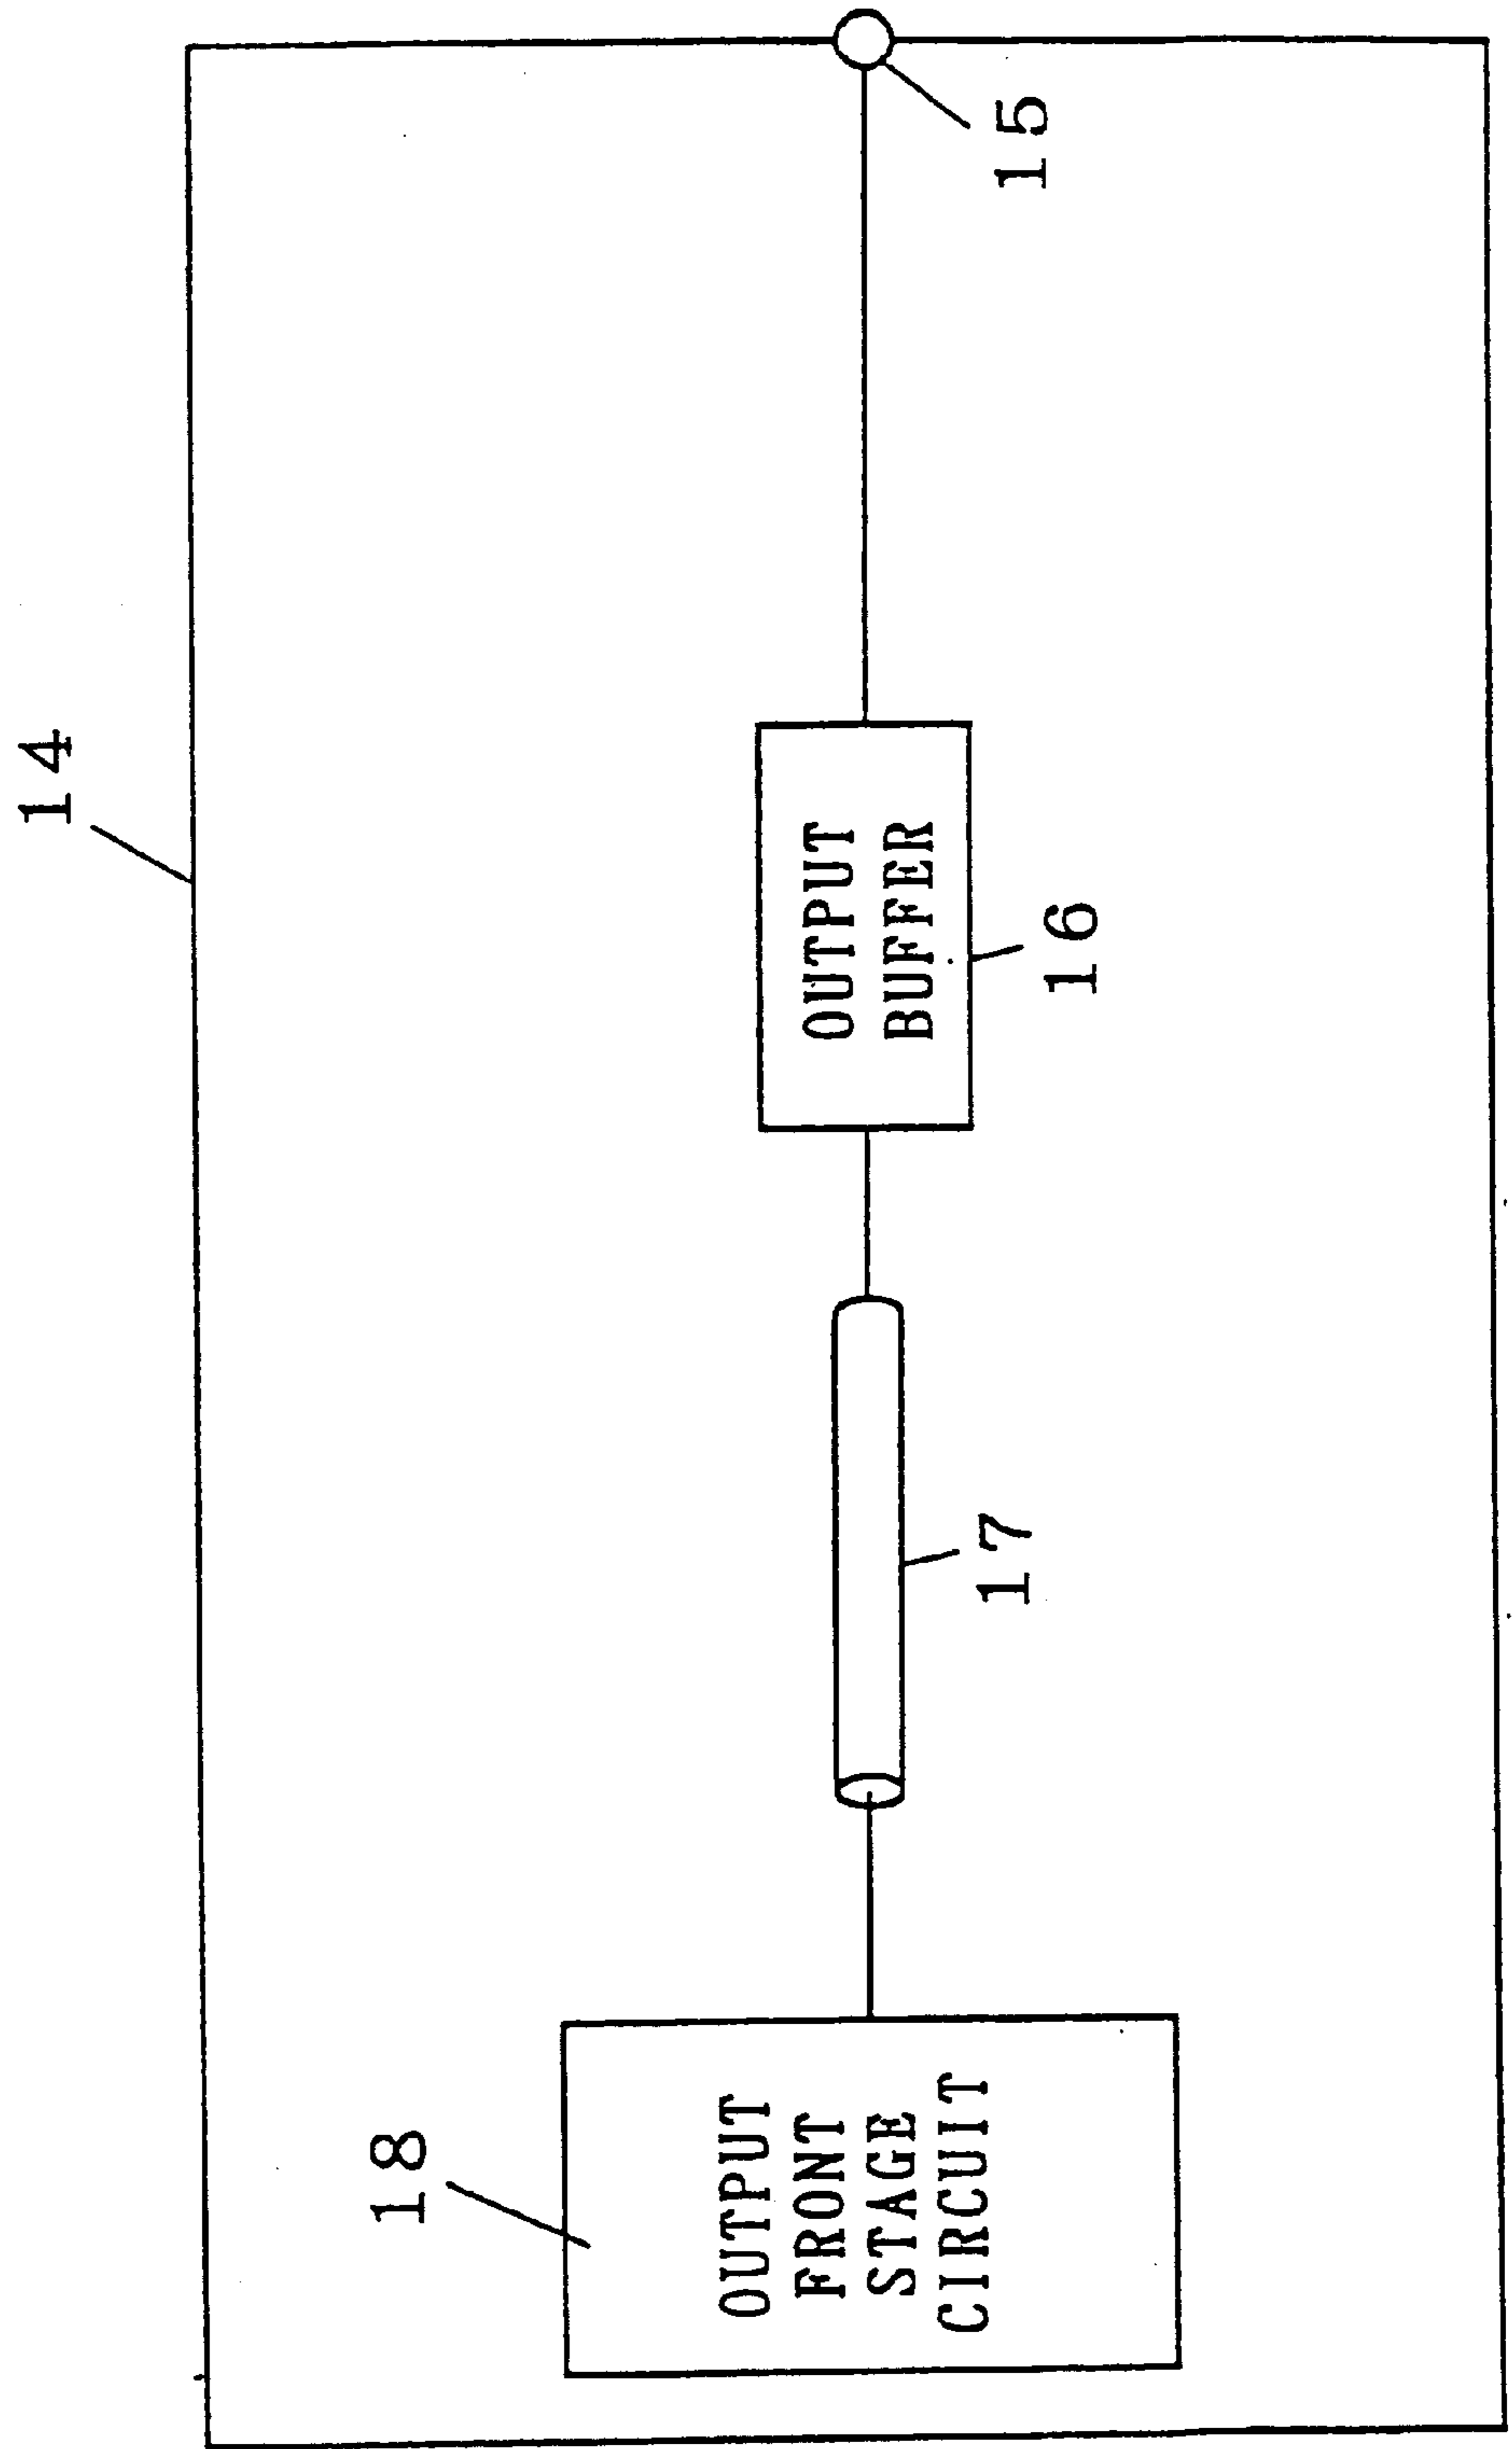 14
18
OUTPUT
FRONT
STAGE
CIRCUIT
17
OUTPUT
BUFFER
16
15